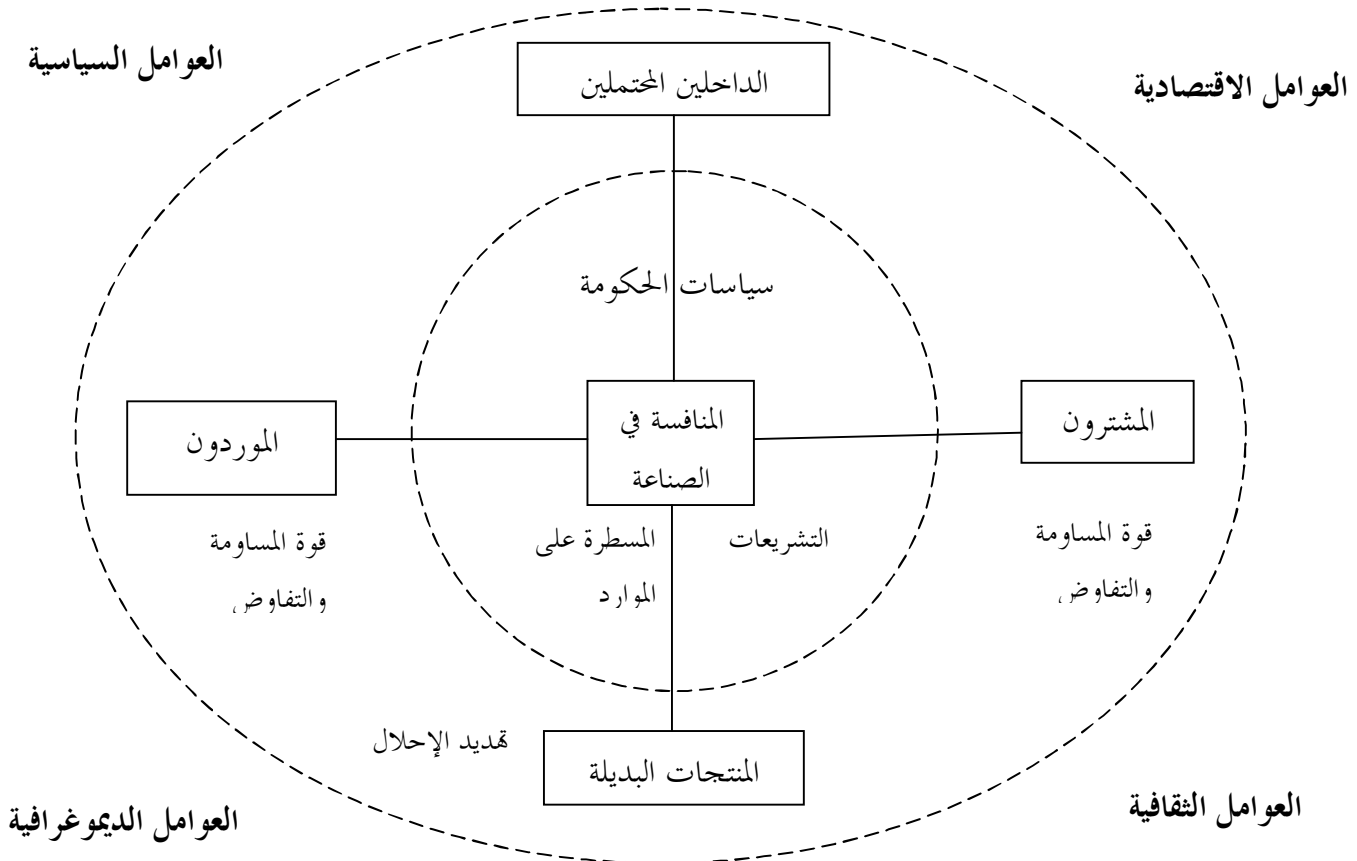 العوامل السياسية
العوامل الاقتصادية
الداخلين المحتملين
سياسات الحكومة
المشترون
المنافسة في
الصناعة
الموردون
قوة المساومة
والتفاوض
التشريعات
المسطرة على
الموارد
قوة المساومة
والتفاوض
تهديد الإحلال
المنتجات البديلة
العوامل الثقافية
العوامل الديموغرافية